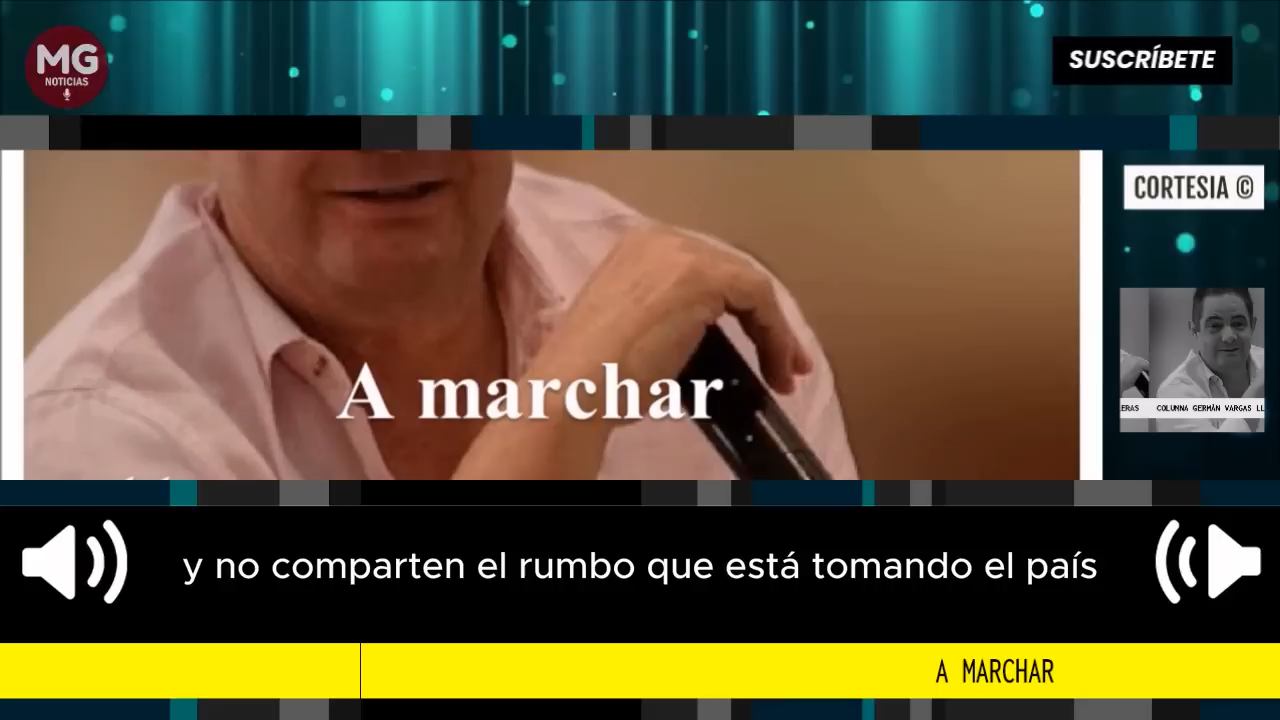 MG
NOTICIAS
SUSCRÍBETE
CORTESIA ©
A marchar
ERAS COLUMNA GERMÁN VARGAS LL
y no comparten el rumbo que está tomando el país
A MARCHAR